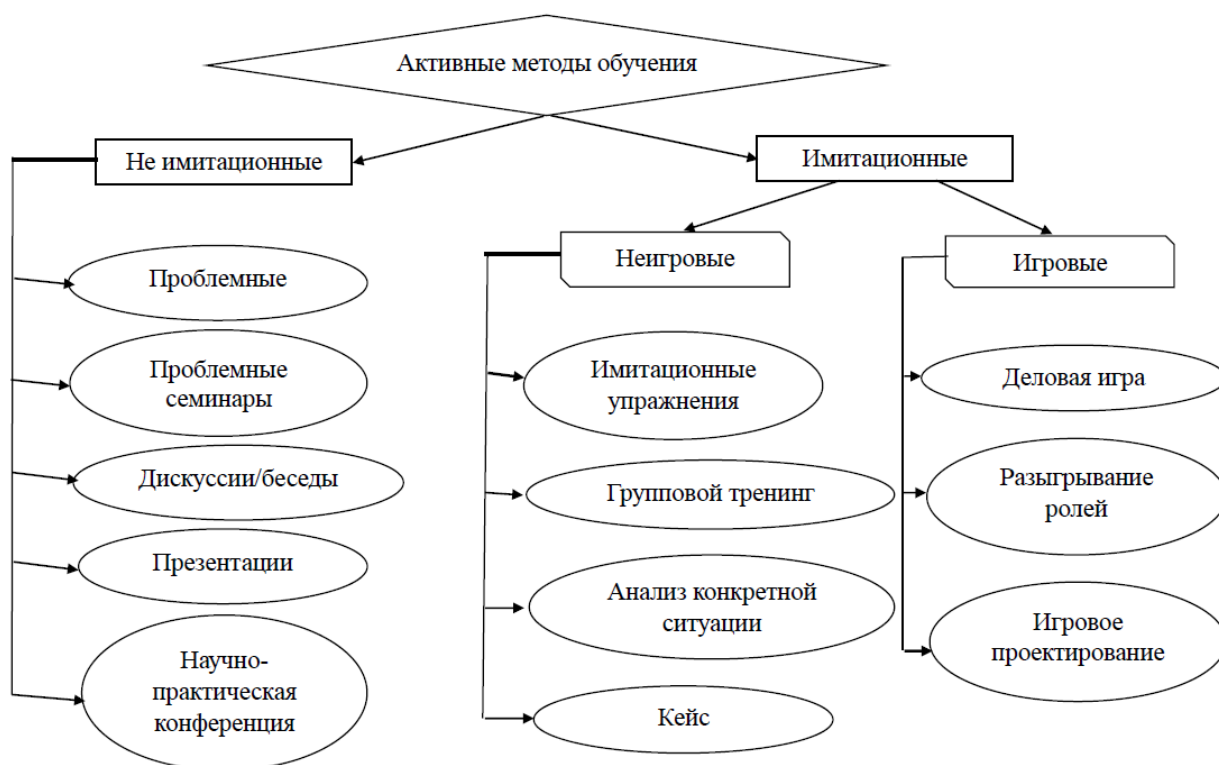 Активные методы обучения
Не имитационные
Имитационные
Проблемные
Проблемные
семинары
Дискуссии/беседы
Презентации
Научно-
практическая
конференция
Неигровые
Имитационные
упражнения
Групповой тренинг
Анализ конкретной
ситуации
Кейс
Игровые
Деловая игра
Разыгрывание
ролей
Игровое
проектирование